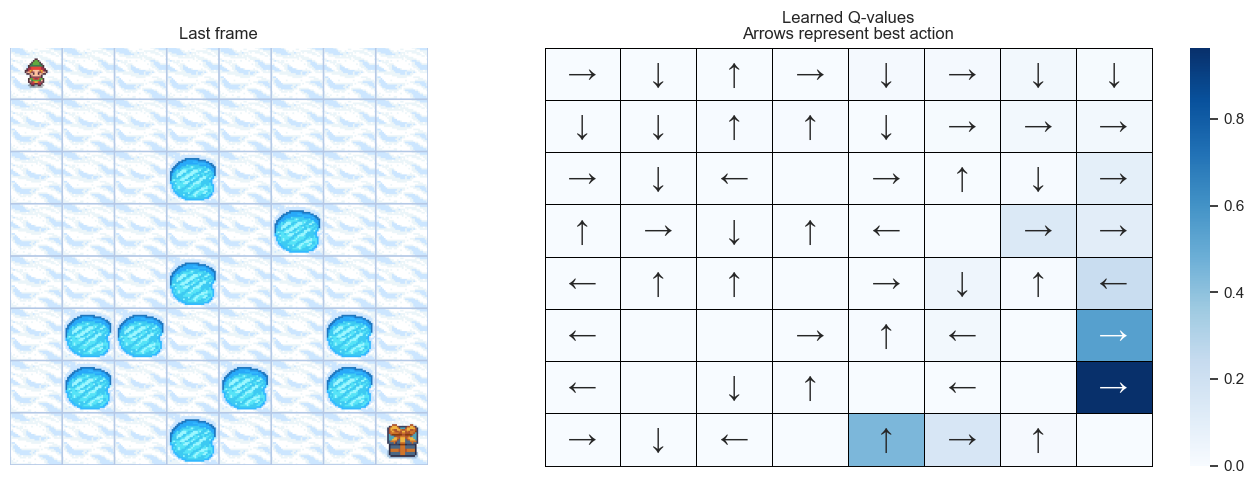 Last frame
Learned Q-values
Arrows represent best action
→ ↓ ↑ → ↓ → ↓ ↓
↓ ↓ ↑ ↑ ↓ → → →
→ ↓ ← → ↑ ↓ →
↑ → ↓ ↑ ← → →
← ↑ ↑ → ↓ ↑ ←
← → ↑ ← →
← ↓ ↑ ← →
→ ↓ ← ↑ → ↑
0.8
0.6
0.4
0.2
0.0